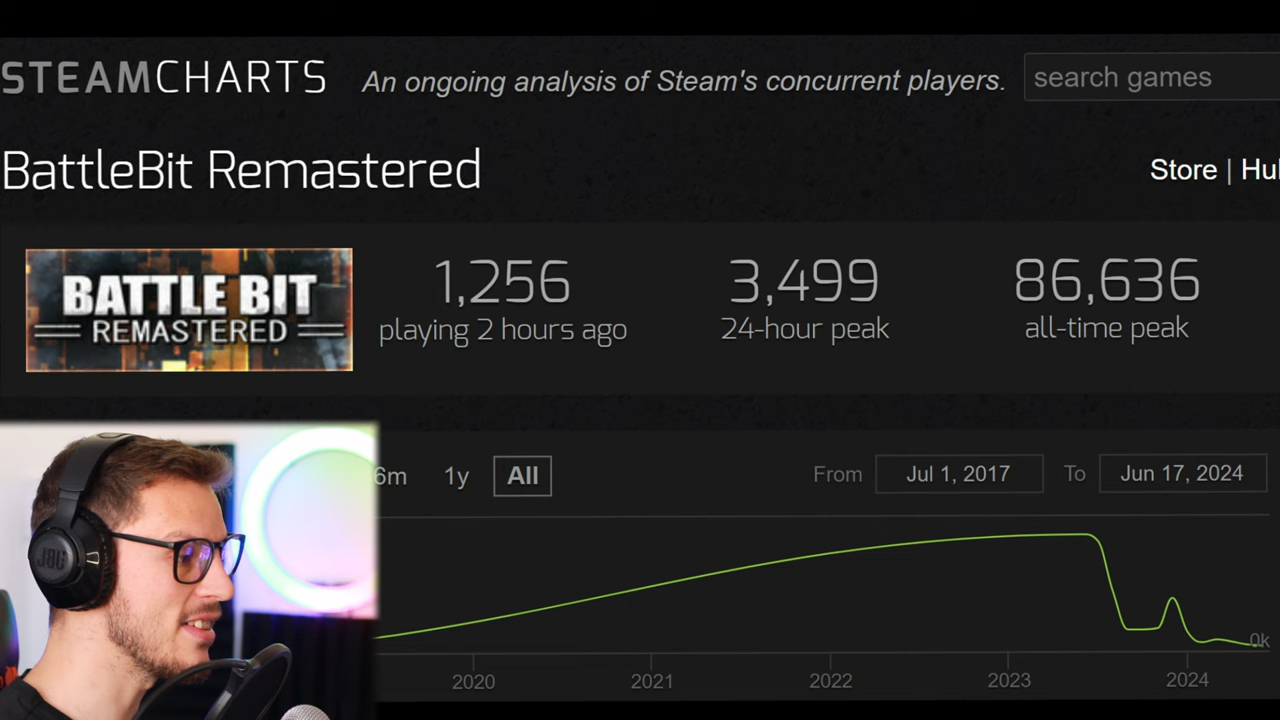 STEAMCHARTS An ongoing analysis of Steam's concurrent players. search games
BattleBit Remastered
Store | Hu
BATTLE BIT
REMASTERED
1,256
playing 2 hours ago
3,499
24-hour peak
86,636
all-time peak
6m 1y All
From Jul 1, 2017 To Jun 17, 2024
0k
2020 2021 2022 2023 2024
JBL